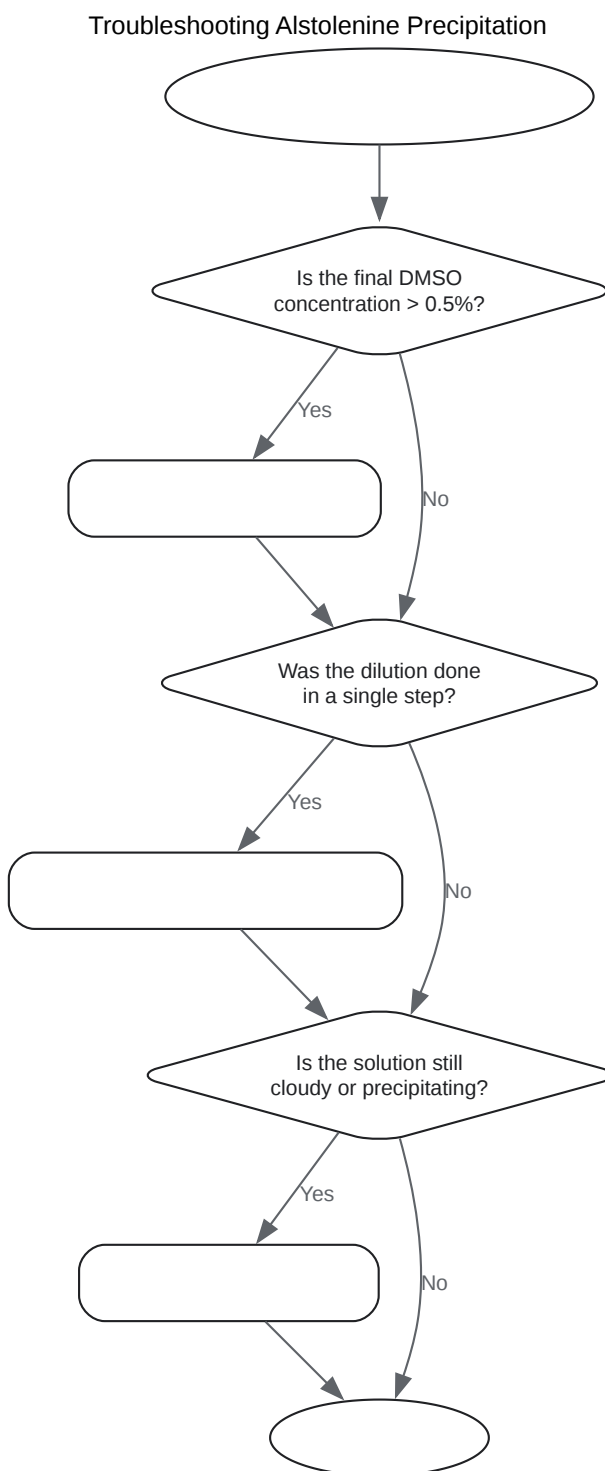 Troubleshooting Alstolenine Precipitation
Is the final DMSO
concentration > 0.5%?
Yes
No
Was the dilution done
in a single step?
Yes
No
Is the solution still
cloudy or precipitating?
Yes
No